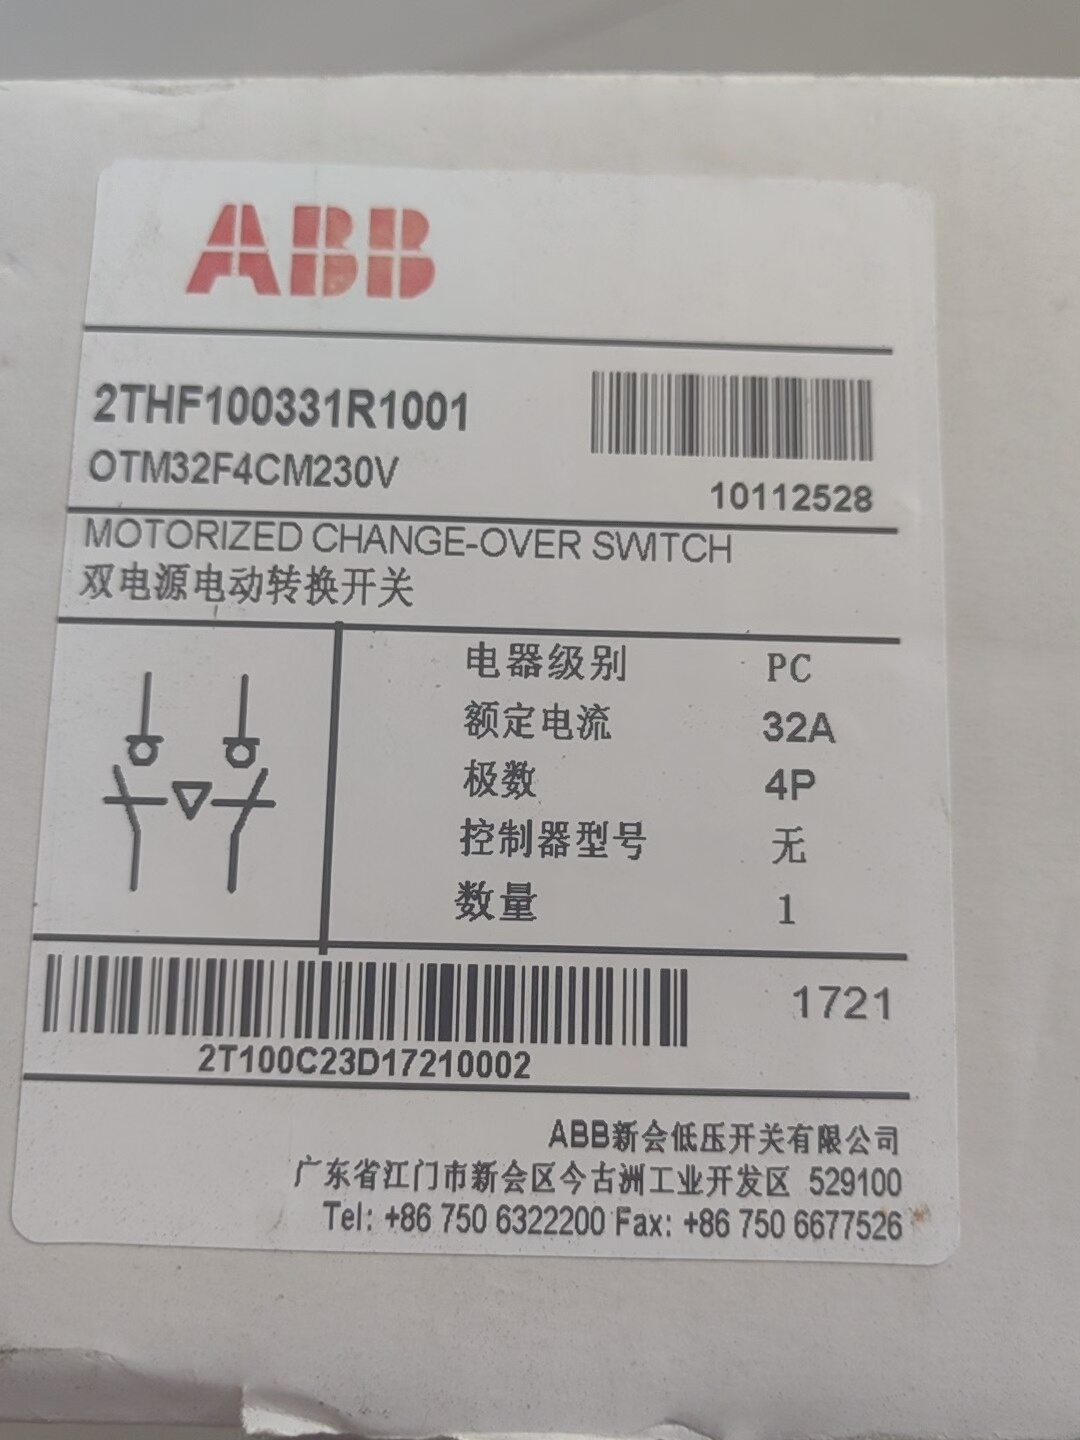 ABB
2THF100331R1001
OTM32F4CM230V
10112528
MOTORIZED CHANGE-OVER SWITCH
双电源电动转换开关
电器级别 PC
额定电流 32A
极数 4P
控制器型号 无
数量 1
1721
2T100C23D17210002
ABB新会低压开关有限公司
广东省江门市新会区今古洲工业开发区 529100
Tel: +86 750 6322200 Fax: +86 750 6677526